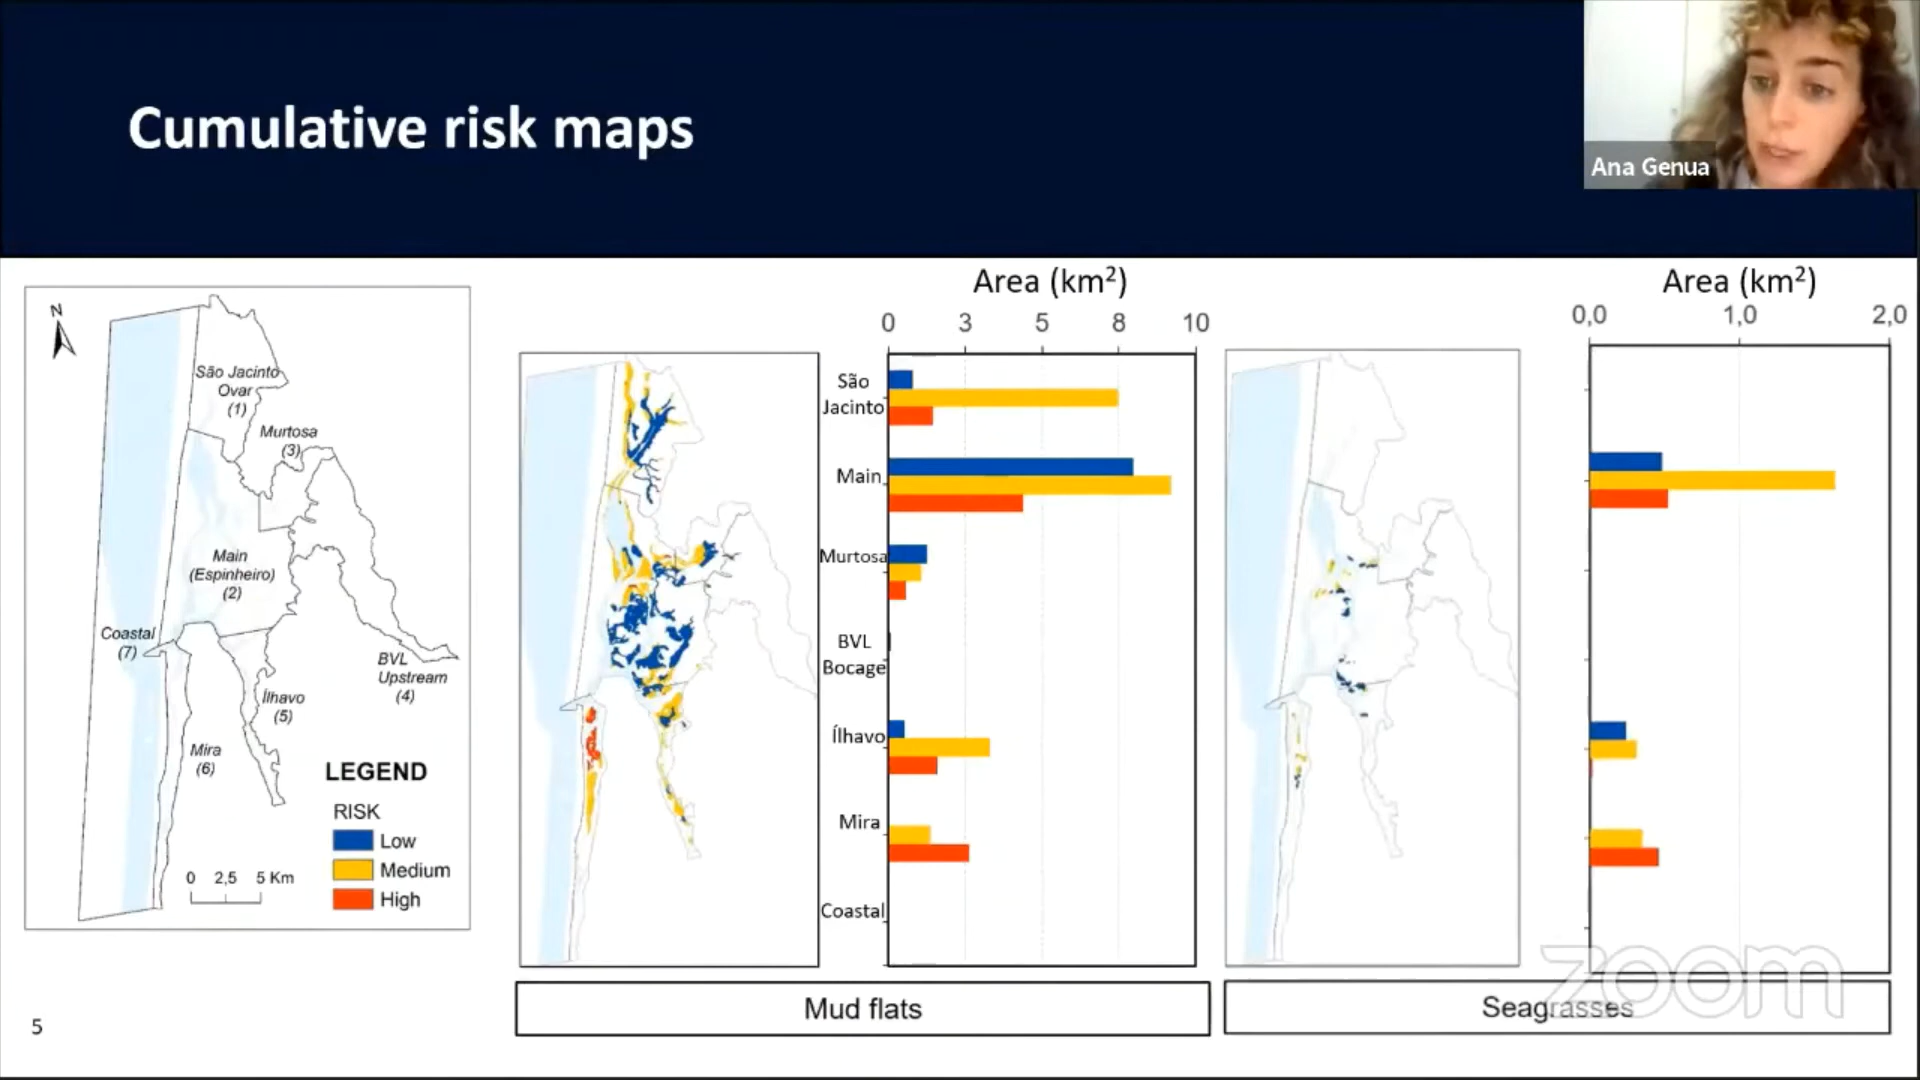 Cumulative risk maps
Ana Genua
N
São Jacinto
Ovar
(1)
Murtosa
(3)
Main
(Espinheiro)
(2)
Coastal
(7)
BVL
Upstream
(4)
Ílhavo
(5)
Mira
(6)
LEGEND
RISK
Low
Medium
High
0 2,5 5 Km
Area (km²)
0 3 5 8 10
São
Jacinto
Main
Murtosa
BVL
Bocage
Ílhavo
Mira
Coastal
Mud flats
Area (km²)
0,0 1,0 2,0
Seagrasses
zoom
5